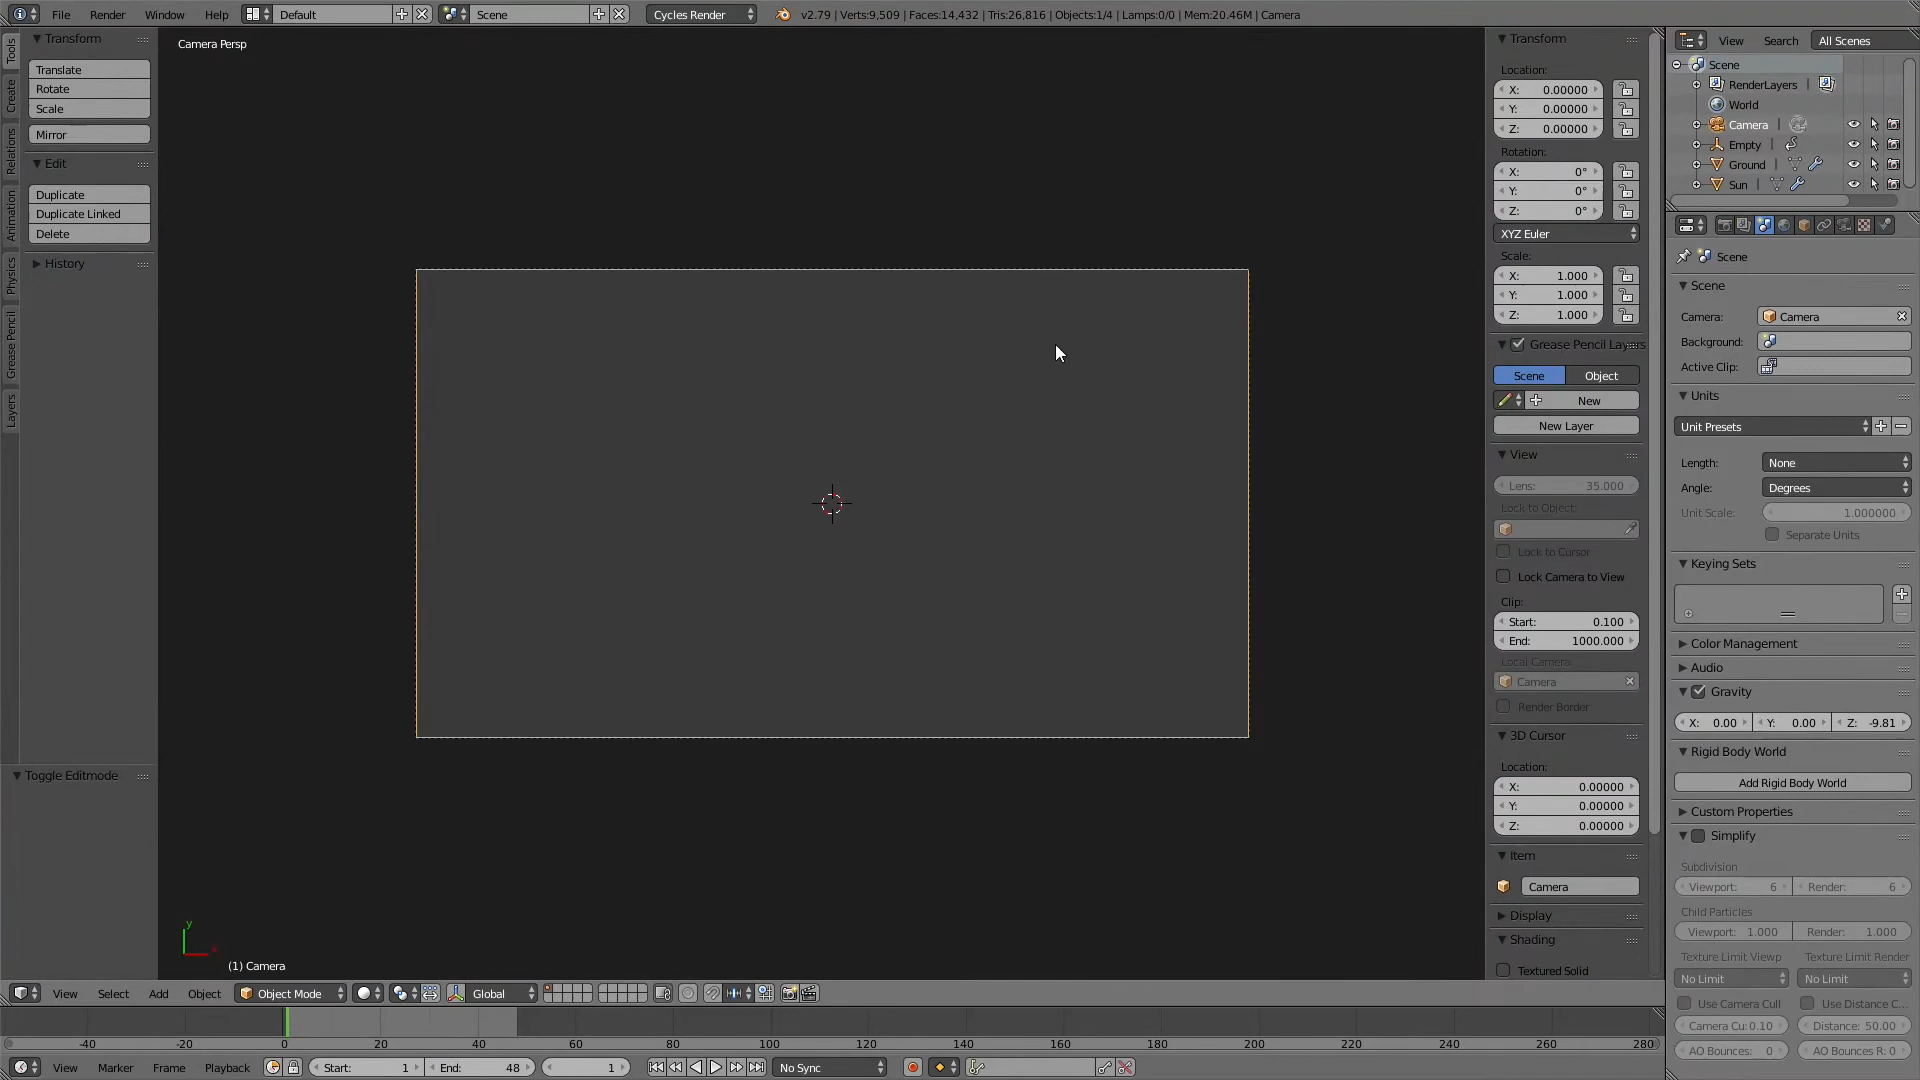 File Render Window Help Default Scene Cycles Render v2.79 | Verts:9,509 | Faces:14,432 | Tris:26,816 | Objects:1/4 | Lamps:0/0 | Mem:20.46M | Camera
Tools
Create
Relations
Animation
Physics
Grease Pencil
Layers
Transform
Translate
Rotate
Scale
Mirror
Edit
Duplicate
Duplicate Linked
Delete
History
Toggle Editmode
Camera Persp
y
x
(1) Camera
Transform
Location:
X: 0.00000
Y: 0.00000
Z: 0.00000
Rotation:
X: 0°
Y: 0°
Z: 0°
XYZ Euler
Scale:
X: 1.000
Y: 1.000
Z: 1.000
Grease Pencil Layers
Scene Object
New
New Layer
View
Lens: 35.000
Lock to Object:
Lock to Cursor
Lock Camera to View
Clip:
Start: 0.100
End: 1000.000
Local Camera:
Camera
Render Border
3D Cursor
Location:
X: 0.00000
Y: 0.00000
Z: 0.00000
Item
Camera
Display
Shading
Textured Solid
View Search All Scenes
Scene
RenderLayers
World
Camera
Empty
Ground
Sun
Scene
Scene
Camera: Camera
Background:
Active Clip:
Units
Unit Presets
Length: None
Angle: Degrees
Unit Scale: 1.000000
Separate Units
Keying Sets
Color Management
Audio
Gravity
X: 0.00 Y: 0.00 Z: -9.81
Rigid Body World
Add Rigid Body World
Custom Properties
Simplify
Subdivision
Viewport: 6 Render: 6
Child Particles
Viewport: 1.000 Render: 1.000
Texture Limit Viewp Texture Limit Render
No Limit No Limit
Use Camera Cull Use Distance C...
Camera Cu: 0.10 Distance: 50.00
AO Bounces: 0 AO Bounces R: 0
View Select Add Object Object Mode Global
-40 -20 0 20 40 60 80 100 120 140 160 180 200 220 240 260 280
View Marker Frame Playback Start: 1 End: 48 1 No Sync